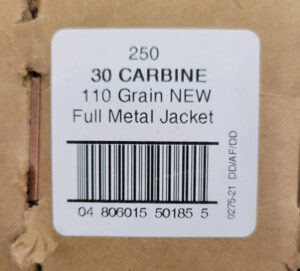 250
30 CARBINE
110 Grain NEW
Full Metal Jacket
04 806015 50185 5
0275-21 DD/AF/DD